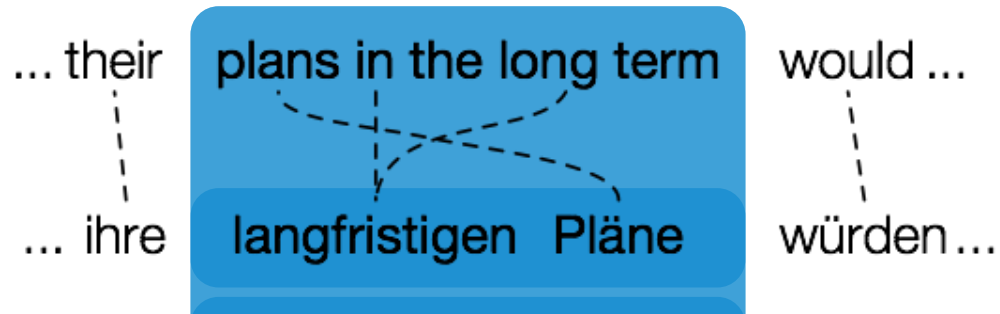 ... their plans in the long term would ...
... ihre langfristigen Pläne würden ...